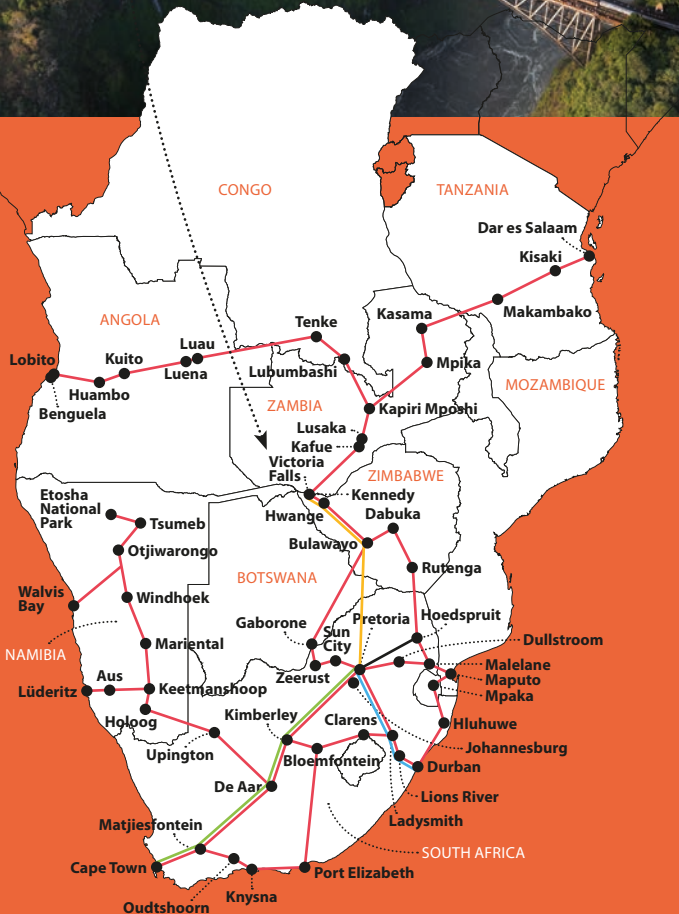 CONGO
TANZANIA
Dar es Salaam
Kisaki
Makambako
Kasama
Mpika
MOZAMBIQUE
ANGOLA
Tenke
Luau
Luena
Kuito
Lobito
Huambo
Benguela
Lubumbashi
ZAMBIA
Kapiri Mposhi
Lusaka
Kafue
Victoria
Falls
ZIMBABWE
Kennedy
Hwange
Dabuka
Bulawayo
Rutenga
Etosha
National
Park
Tsumeb
Otjiwarongo
BOTSWANA
Walvis
Bay
Windhoek
NAMIBIA
Mariental
Gaborone
Sun
City
Zeerust
Pretoria
Hoedspruit
Dullstroom
Malelane
Maputo
Mpaka
Aus
Lüderitz
Keetmanshoop
Holoog
Kimberley
Clarens
Hluhuwe
Johannesburg
Upington
Bloemfontein
Durban
De Aar
Lions River
Ladysmith
Matjiesfontein
SOUTH AFRICA
Cape Town
Port Elizabeth
Knysna
Oudtshoorn